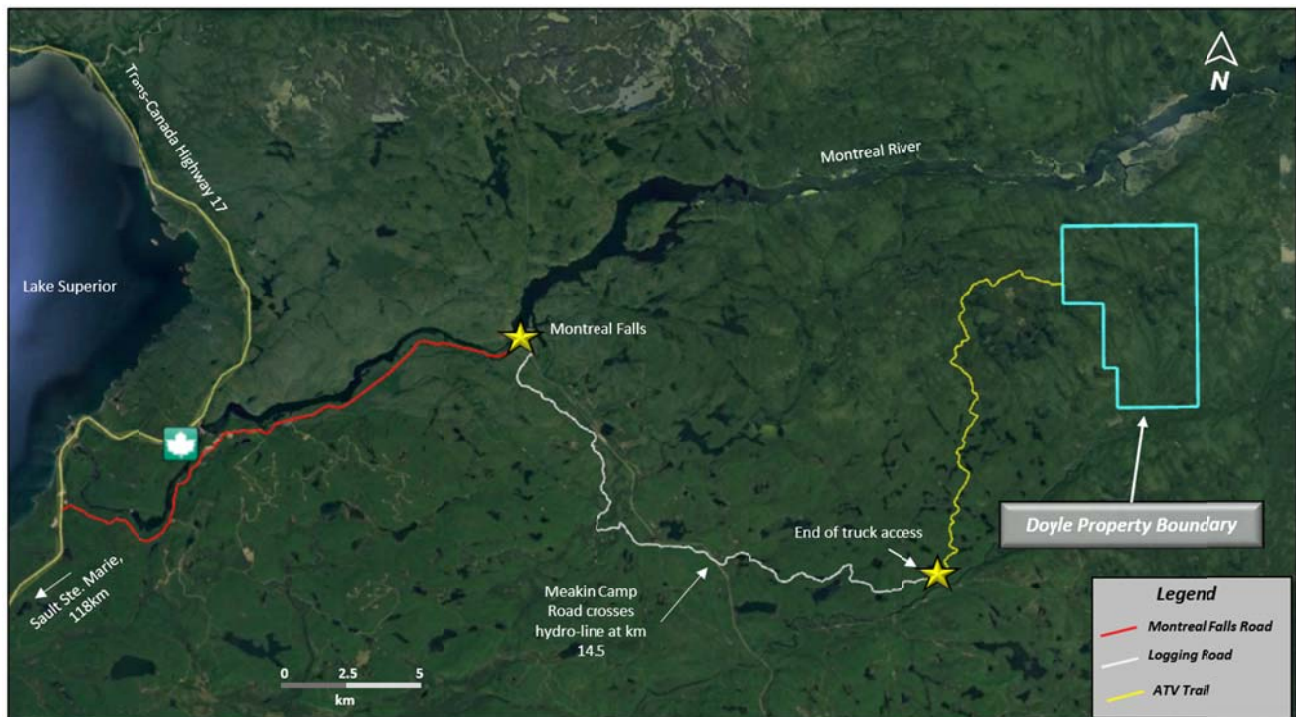 Trans-Canada Highway 17
N
Montreal River
Lake Superior
Montreal Falls
End of truck access
Doyle Property Boundary
Sault Ste. Marie,
118km
Meakin Camp
Road crosses
hydro-line at km
14.5
0 2.5 5
km
Legend
Montreal Falls Road
Logging Road
ATV Trail